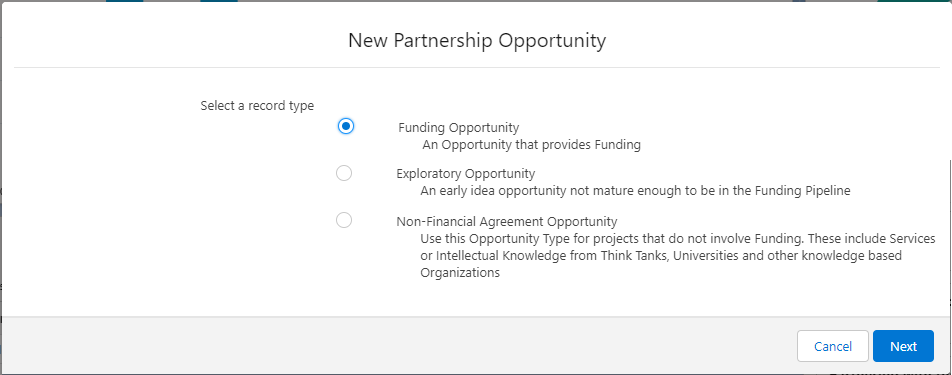 New Partnership Opportunity
Select a record type
Funding Opportunity
An Opportunity that provides Funding
Exploratory Opportunity
An early idea opportunity not mature enough to be in the Funding Pipeline
Non-Financial Agreement Opportunity
Use this Opportunity Type for projects that do not involve Funding. These include Services
or Intellectual Knowledge from Think Tanks, Universities and other knowledge based
Organizations
Cancel
Next